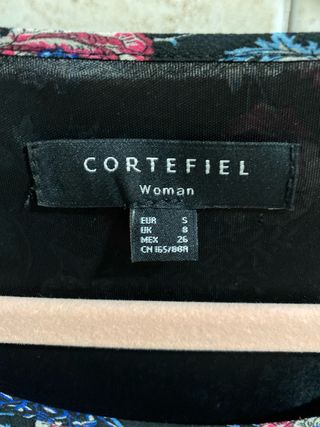 CORTEFIEL
Woman
EUR S
UK 8
MEX 26
CN 165/88A